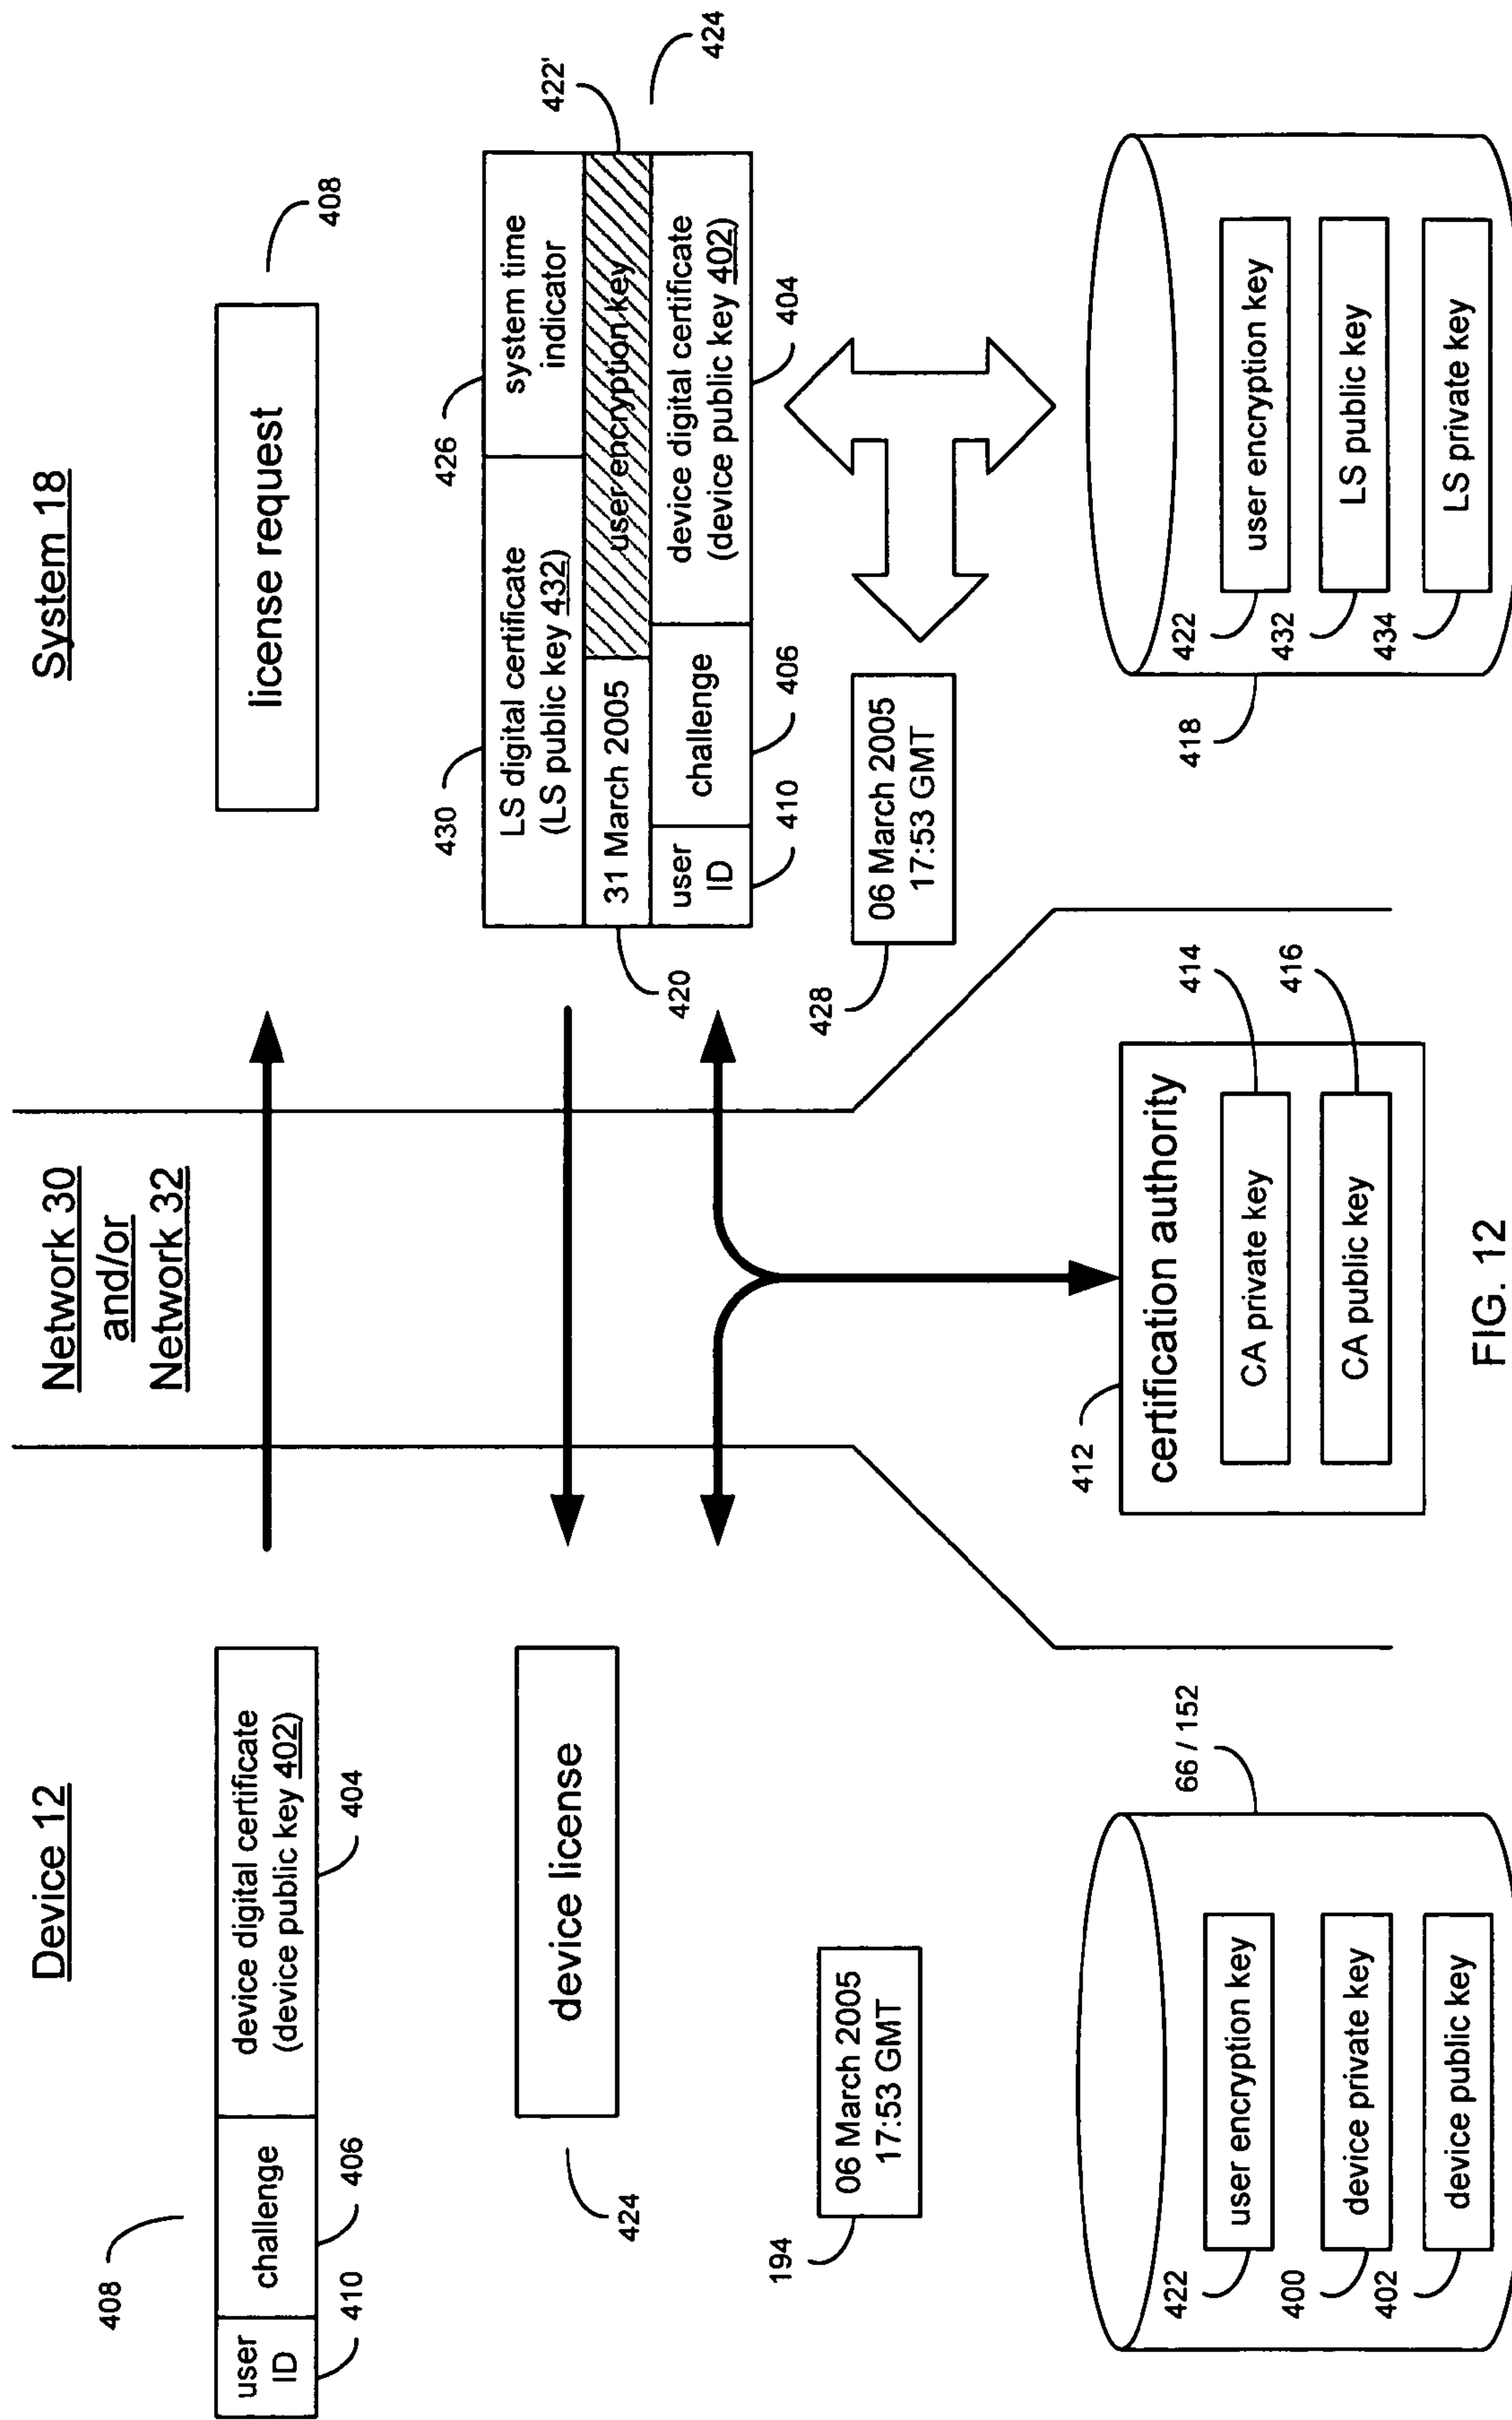 Device 12
Network 30
and/or
Network 32
System 18
408
user
ID
challenge
device digital certificate
(device public key 402)
410
406
404
license request
408
device license
424
430
426
LS digital certificate
(LS public key 432)
system time
indicator
422'
31 March 2005
user encryption key
424
user
ID
challenge
device digital certificate
(device public key 402)
420
410
406
404
194
06 March 2005
17:53 GMT
428
06 March 2005
17:53 GMT
66 / 152
422
user encryption key
400
device private key
402
device public key
412
certification authority
CA private key
414
CA public key
416
418
422
user encryption key
432
LS public key
434
LS private key
FIG. 12